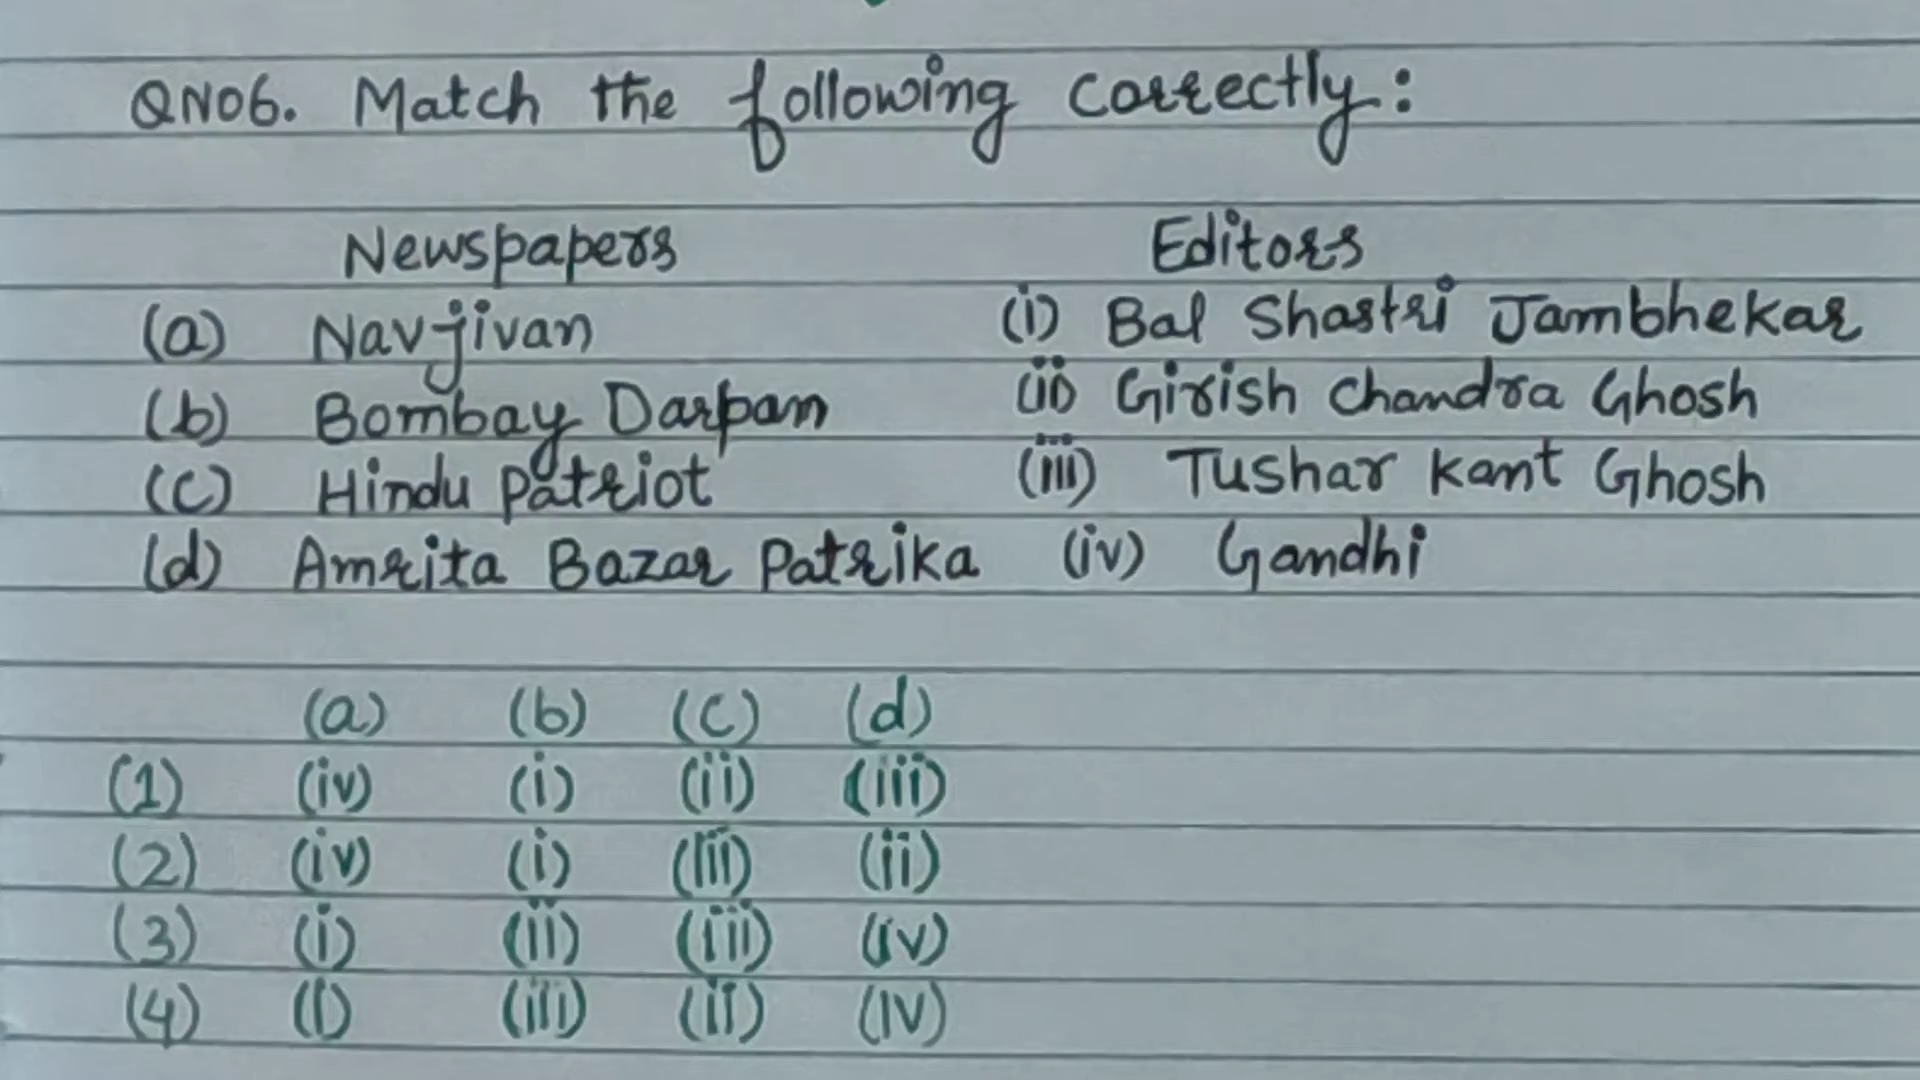 QNO6. Match the following correctly:
Newspapers Editors
(a) Navjivan (i) Bal Shastri Jambhekar
(b) Bombay Darpan (ii) Girish Chandra Ghosh
(c) Hindu Patriot (iii) Tushar Kant Ghosh
(d) Amrita Bazar Patrika (iv) Gandhi
(a) (b) (c) (d)
(1) (iv) (i) (ii) (iii)
(2) (iv) (i) (iii) (ii)
(3) (i) (ii) (iii) (iv)
(4) (i) (iii) (ii) (iv)